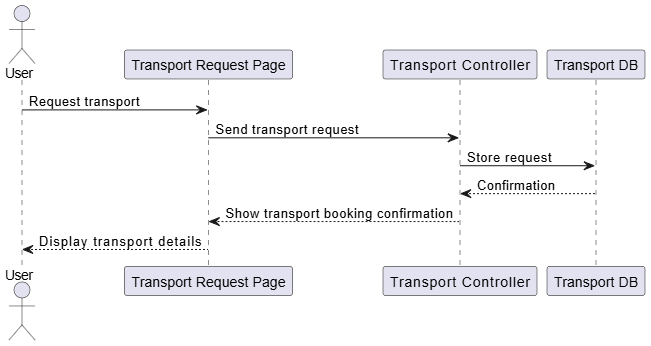 User
Transport Request Page
Transport Controller
Transport DB
Request transport
Send transport request
Store request
Confirmation
Show transport booking confirmation
Display transport details
User
Transport Request Page
Transport Controller
Transport DB